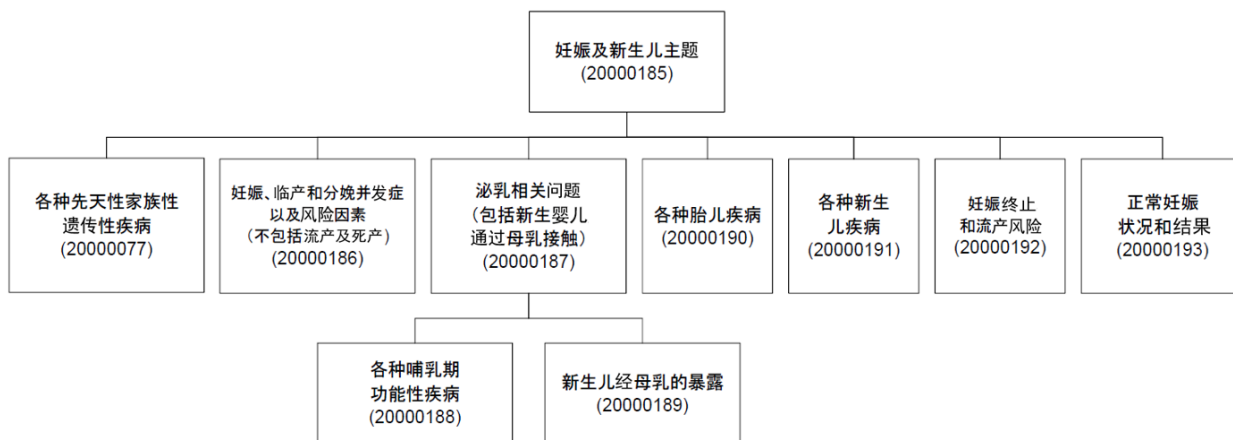 妊娠及新生儿主题
(20000185)
各种先天性家族性
遗传性疾病
(20000077)
妊娠、临产和分娩并发症
以及风险因素
（不包括流产及死产）
(20000186)
泌乳相关问题
（包括新生婴儿
通过母乳接触）
(20000187)
各种胎儿疾病
(20000190)
各种新生
儿疾病
(20000191)
妊娠终止
和流产风险
(20000192)
正常妊娠
状况和结果
(20000193)
各种哺乳期
功能性疾病
(20000188)
新生儿经母乳的暴露
(20000189)